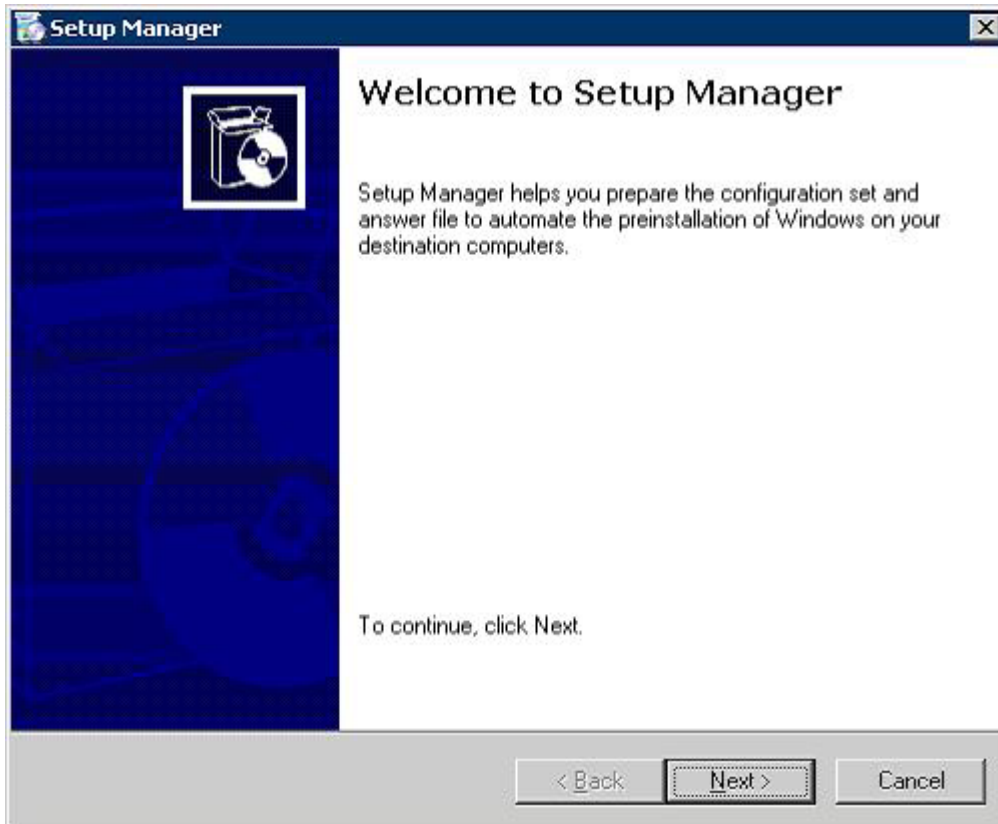 Setup Manager
Welcome to Setup Manager
Setup Manager helps you prepare the configuration set and
answer file to automate the preinstallation of Windows on your
destination computers.
To continue, click Next.
< Back
Next >
Cancel